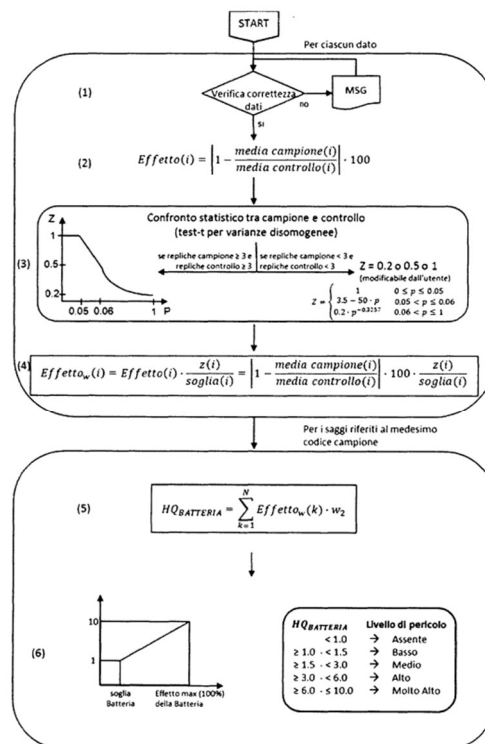 START
Per ciascun dato
(1)
Verifica correttezza
dati
no
MSG
si
(2)
Effetto(i) = |1 − media campione(i) / media controllo(i)| · 100
Confronto statistico tra campione e controllo
(test-t per varianze disomogenee)
(3)
Z
1
0.5
0.2
0.05 0.06 1 P
se repliche campione ≥ 3 e
repliche controllo ≥ 3
se repliche campione < 3 e
repliche controllo < 3
Z = 0.2 o 0.5 o 1
(modificabile dall'utente)
Z = { 1 0 ≤ p ≤ 0.05
3.5 − 50 · p 0.05 < p ≤ 0.06
0.2 · p^−0.3257 0.06 < p ≤ 1
(4)
Effetto_w(i) = Effetto(i) · z(i) / soglia(i) = |1 − media campione(i) / media controllo(i)| · 100 · z(i) / soglia(i)
Per i saggi riferiti al medesimo
codice campione
(5)
HQ_BATTERIA = ∑_{k=1}^{N} Effetto_w(k) · w_2
(6)
10
1
soglia
Batteria
Effetto max (100%)
della Batteria
HQ_BATTERIA Livello di pericolo
< 1.0 → Assente
≥ 1.0 - < 1.5 → Basso
≥ 1.5 - < 3.0 → Medio
≥ 3.0 - < 6.0 → Alto
≥ 6.0 - ≤ 10.0 → Molto Alto